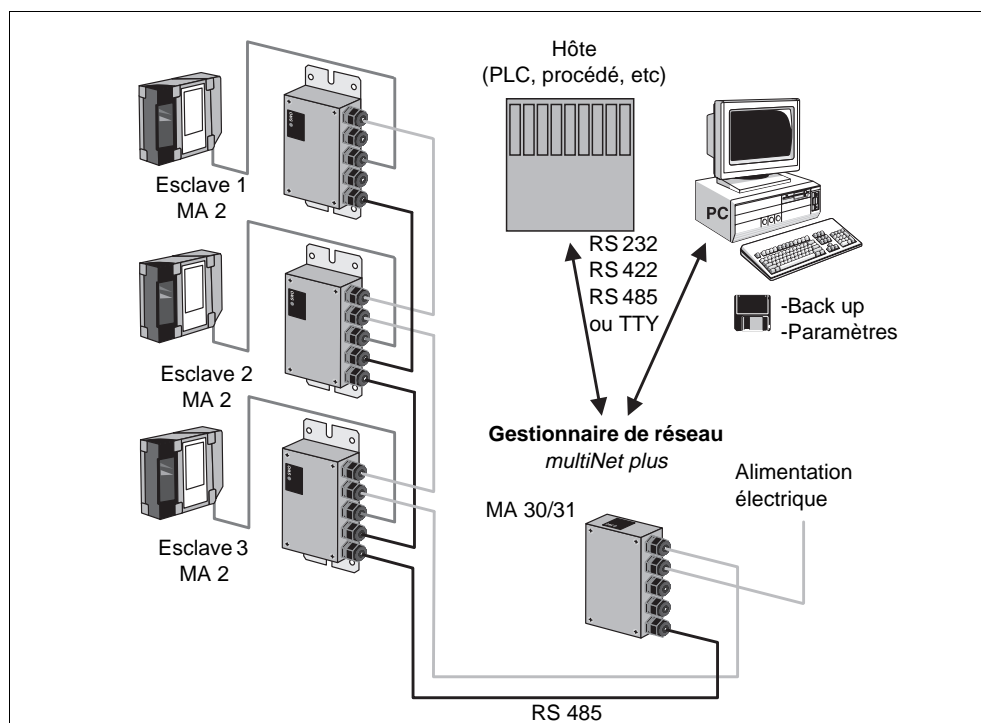 Hôte
(PLC, procédé, etc)
Esclave 1
MA 2
PC
RS 232
RS 422
RS 485
ou TTY
-Back up
-Paramètres
Esclave 2
MA 2
Gestionnaire de réseau
multiNet plus
Alimentation
électrique
MA 30/31
Esclave 3
MA 2
RS 485